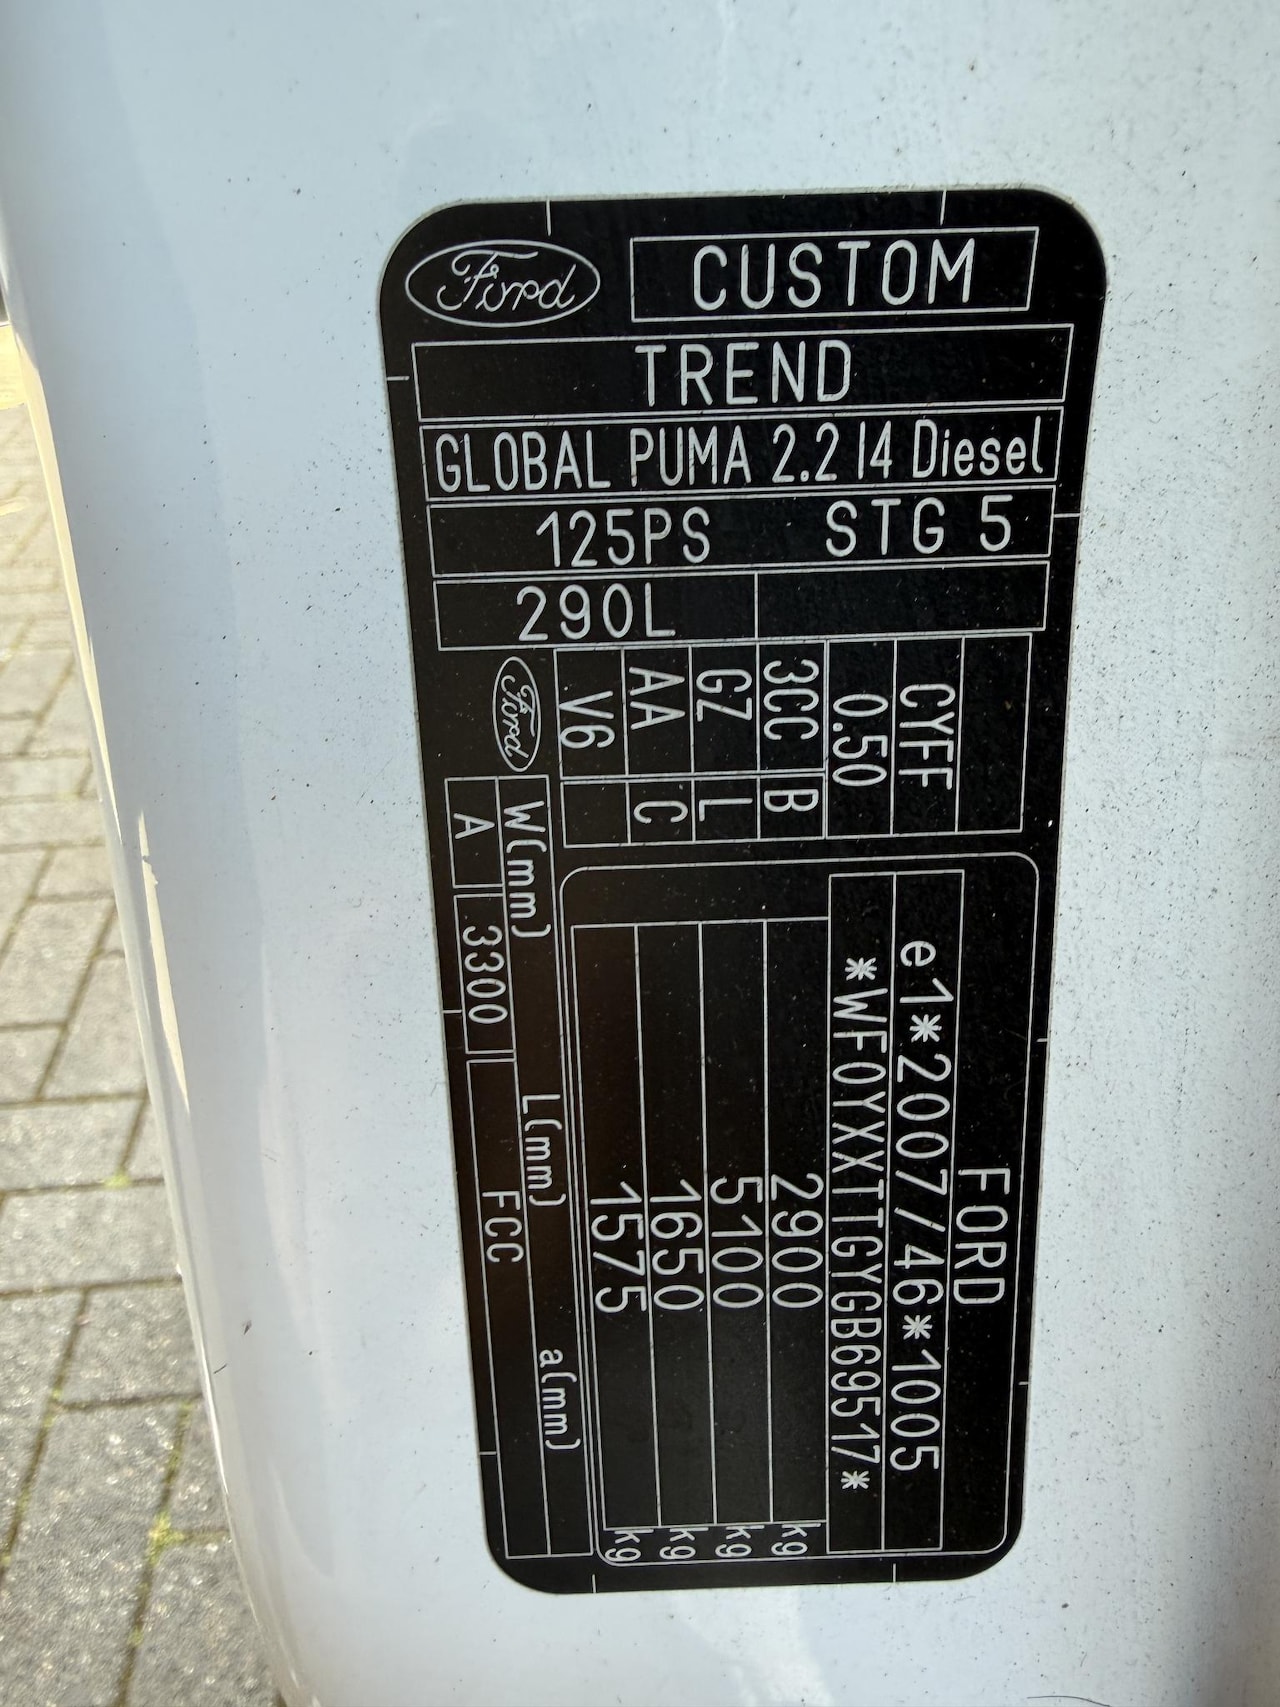 Ford CUSTOM
TREND
GLOBAL PUMA 2.2 I4 Diesel
125PS STG 5
290L
CYFF
0.50
3CC B
GZ L
AA C
V6
Ford
FORD
e1*2007/46*1005
*WF0YXXTTGYGB69517*
2900 kg
5100 kg
1650 kg
1575 kg
W(mm) L(mm) a(mm)
A 3300 FCC